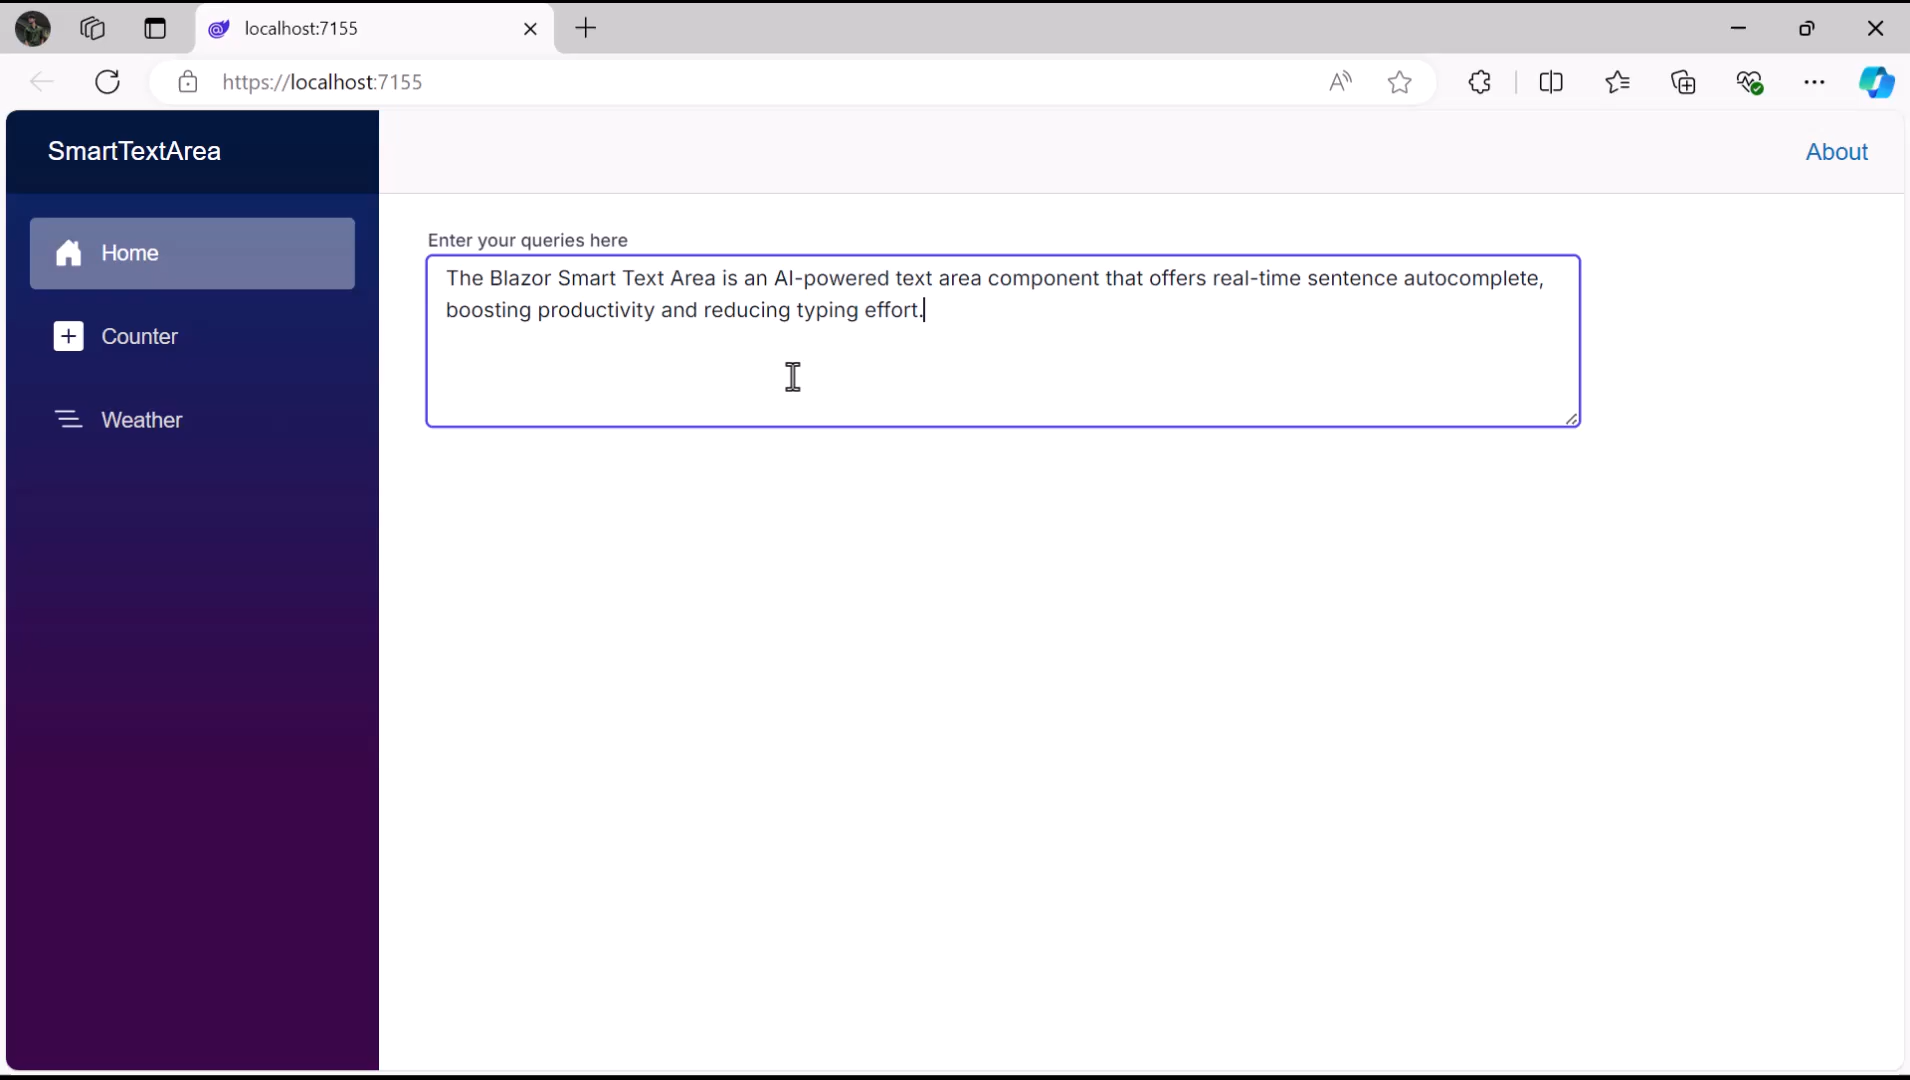 localhost:7155
https://localhost:7155
SmartTextArea
About
Home
Counter
Weather
Enter your queries here
The Blazor Smart Text Area is an AI-powered text area component that offers real-time sentence autocomplete,
boosting productivity and reducing typing effort.